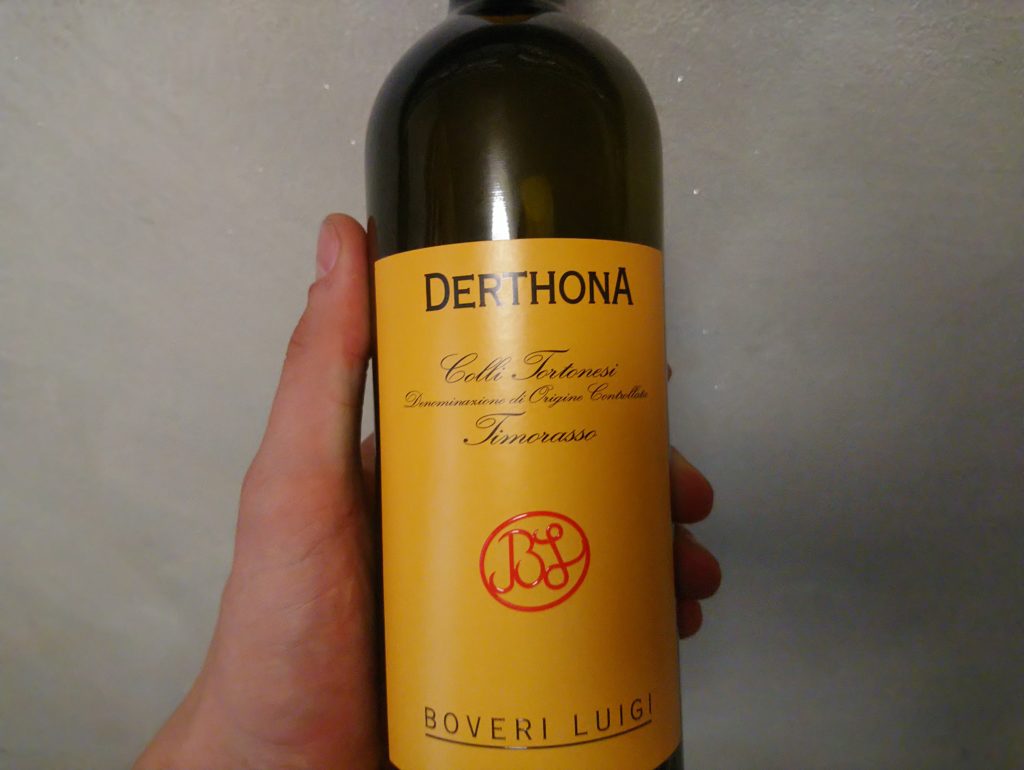 DERTHONA
Colli Tortonesi
Denominazione di Origine Controllata
Timorasso
BL
BOVERI LUIGI